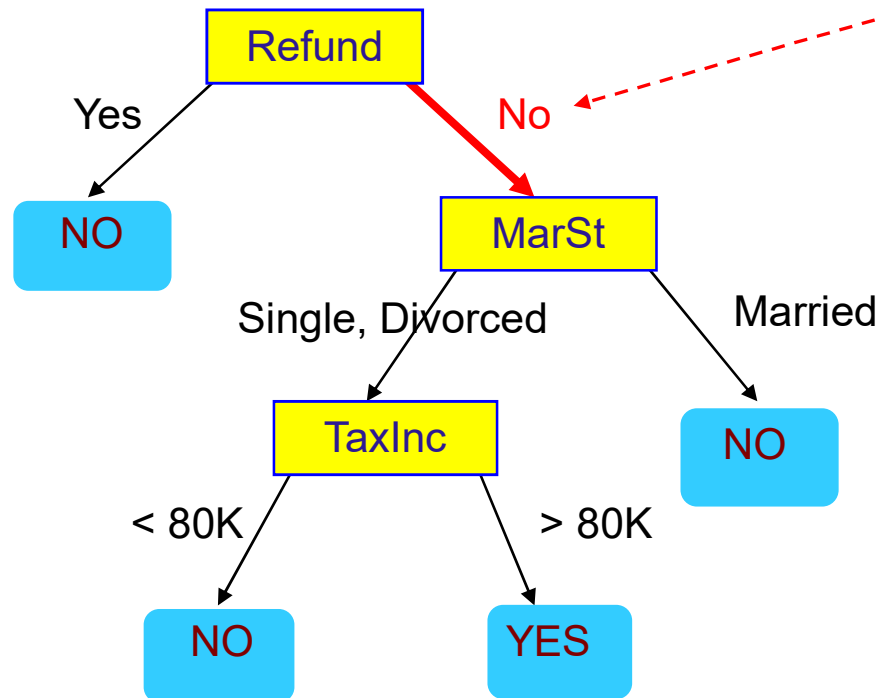 Refund
Yes
No
NO
MarSt
Single, Divorced
Married
TaxInc
NO
< 80K
> 80K
NO
YES